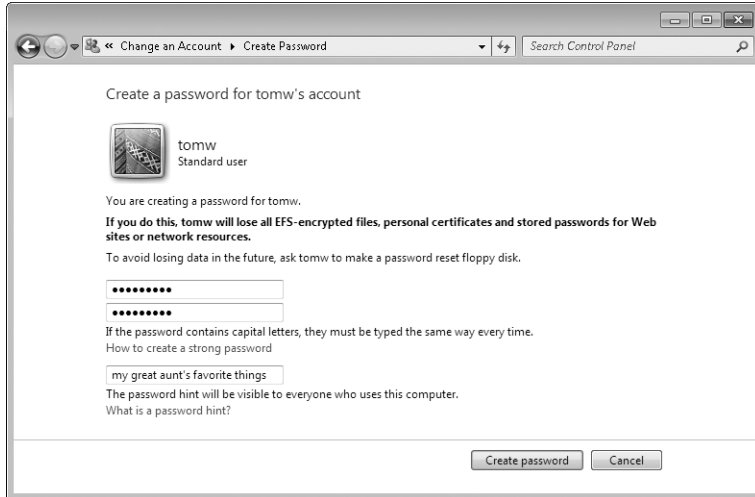 « Change an Account ▸ Create Password
Search Control Panel
Create a password for tomw's account
tomw
Standard user
You are creating a password for tomw.
If you do this, tomw will lose all EFS-encrypted files, personal certificates and stored passwords for Web
sites or network resources.
To avoid losing data in the future, ask tomw to make a password reset floppy disk.
●●●●●●●●●
●●●●●●●●●
If the password contains capital letters, they must be typed the same way every time.
How to create a strong password
my great aunt's favorite things
The password hint will be visible to everyone who uses this computer.
What is a password hint?
Create password
Cancel